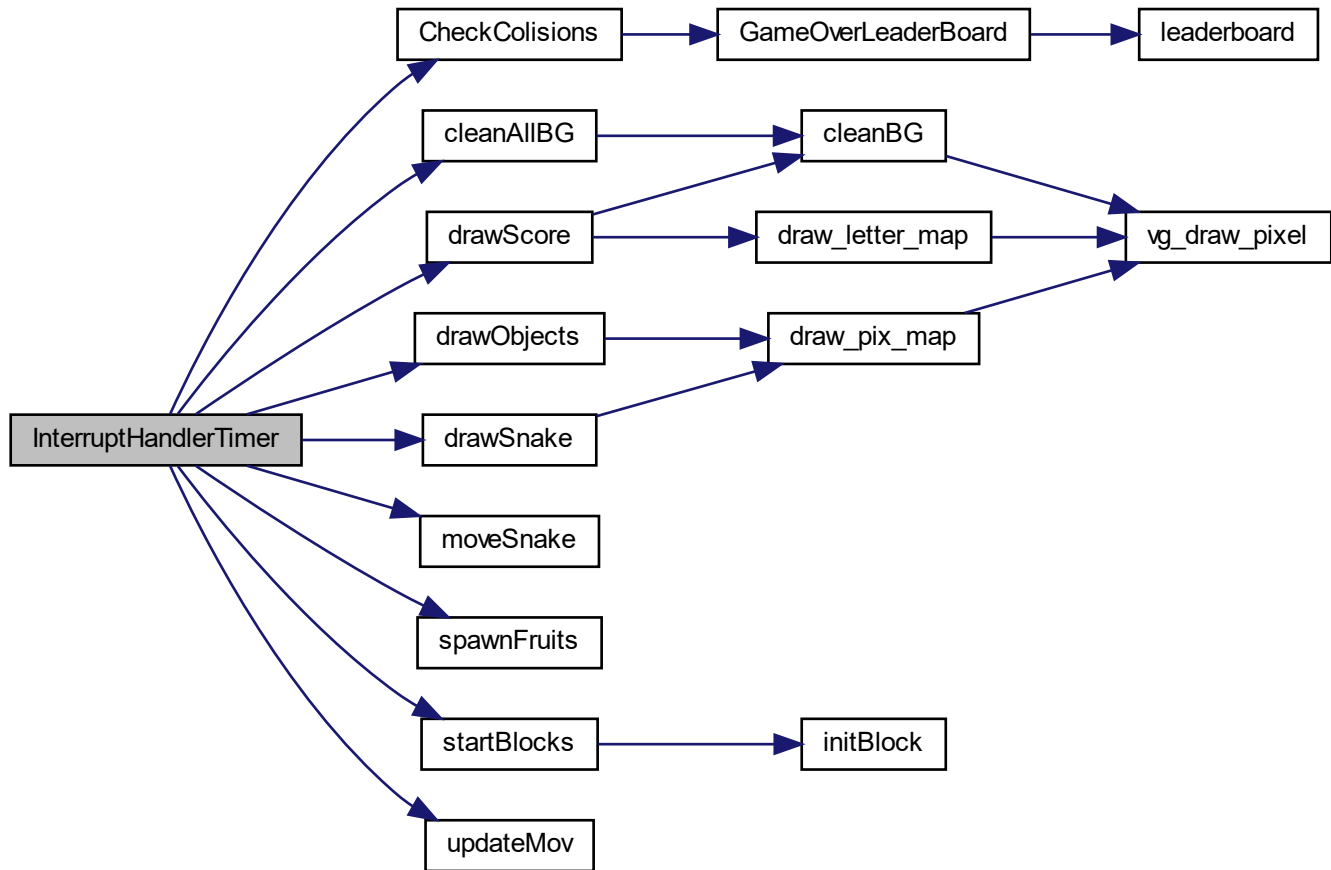 CheckColisions
GameOverLeaderBoard
leaderboard
cleanAllBG
cleanBG
drawScore
draw_letter_map
vg_draw_pixel
drawObjects
draw_pix_map
InterruptHandlerTimer
drawSnake
moveSnake
spawnFruits
startBlocks
initBlock
updateMov